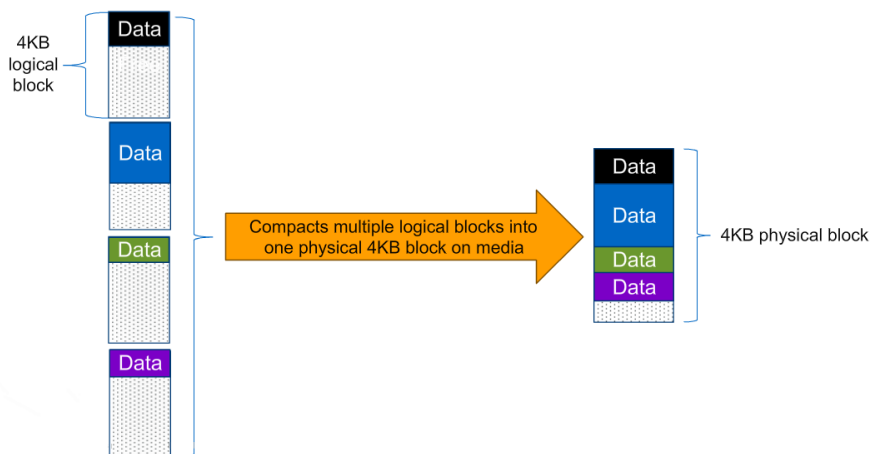 4KB
logical
block
Data
Data
Data
Data
Compacts multiple logical blocks into
one physical 4KB block on media
Data
Data
Data
Data
4KB physical block